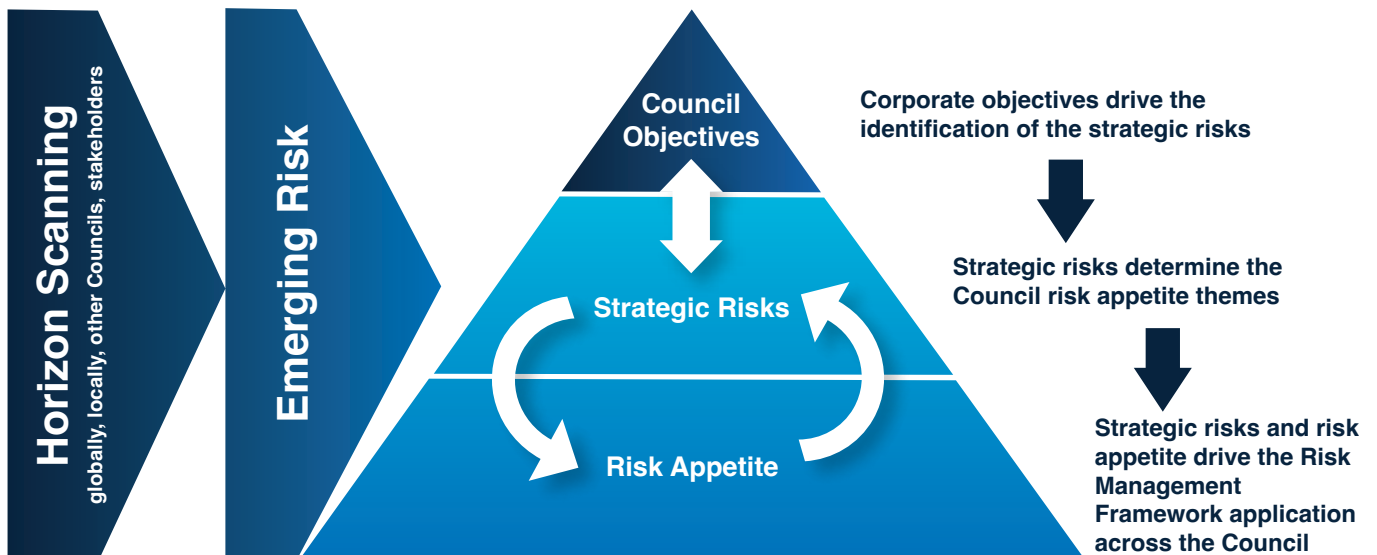 Horizon Scanning
globally, locally, other Councils, stakeholders
Emerging Risk
Council
Objectives
Strategic Risks
Risk Appetite
Corporate objectives drive the
identification of the strategic risks
Strategic risks determine the
Council risk appetite themes
Strategic risks and risk
appetite drive the Risk
Management
Framework application
across the Council